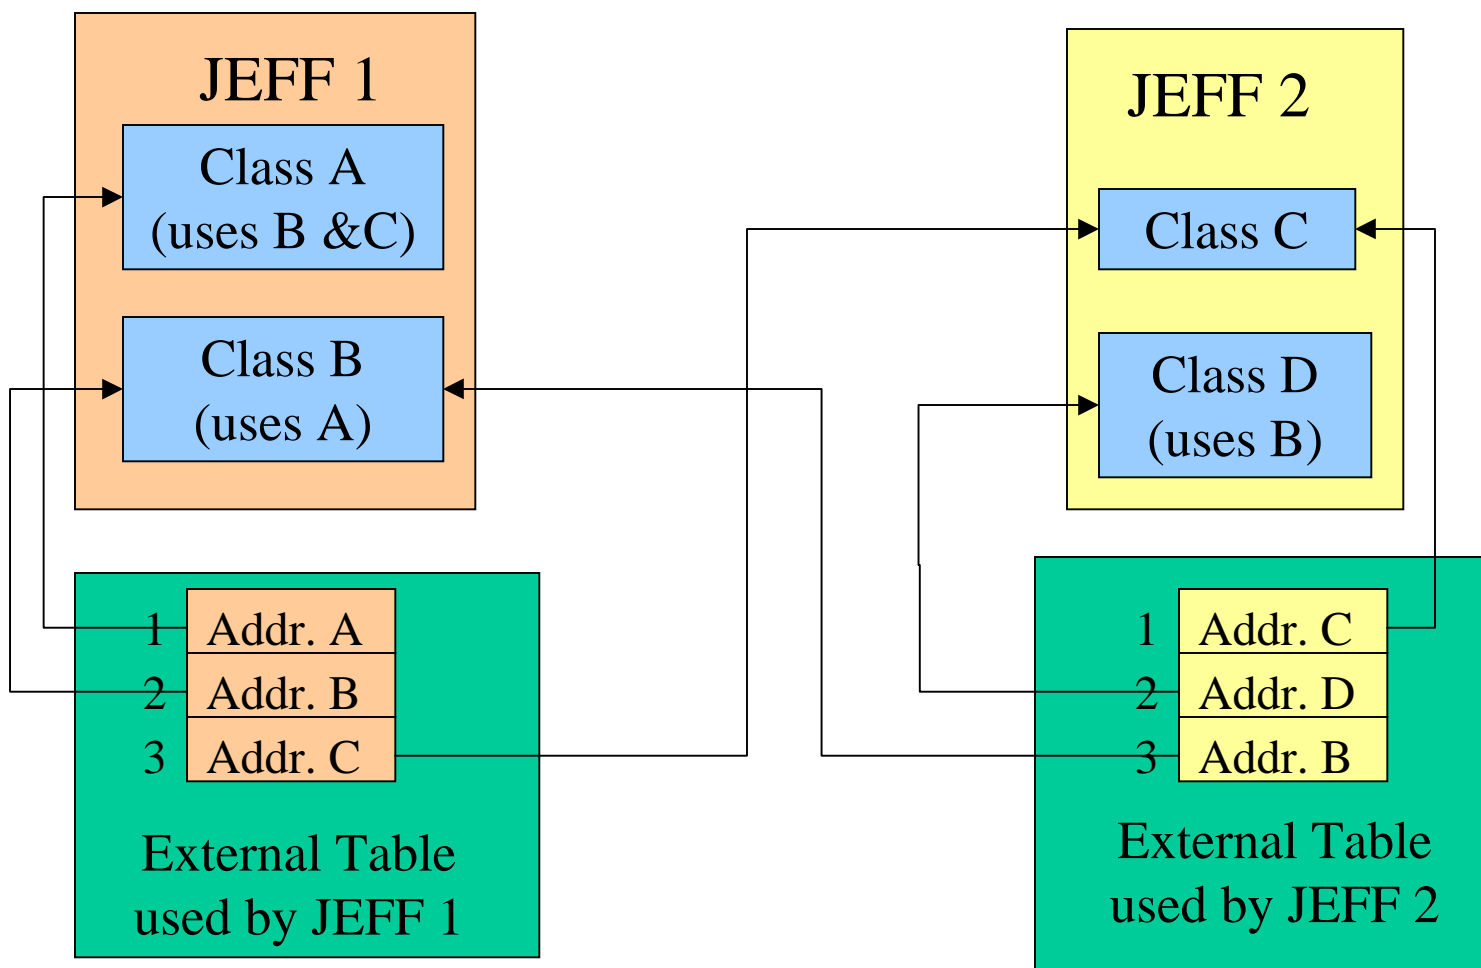 JEFF 1
Class A
(uses B &C)
Class B
(uses A)
JEFF 2
Class C
Class D
(uses B)
1 Addr. A
2 Addr. B
3 Addr. C
External Table
used by JEFF 1
1 Addr. C
2 Addr. D
3 Addr. B
External Table
used by JEFF 2